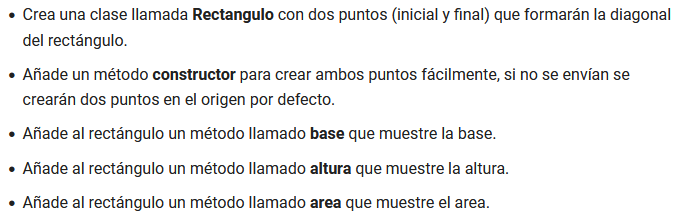 • Crea una clase llamada Rectangulo con dos puntos (inicial y final) que formarán la diagonal
del rectángulo.
• Añade un método constructor para crear ambos puntos fácilmente, si no se envían se
crearán dos puntos en el origen por defecto.
• Añade al rectángulo un método llamado base que muestre la base.
• Añade al rectángulo un método llamado altura que muestre la altura.
• Añade al rectángulo un método llamado area que muestre el area.